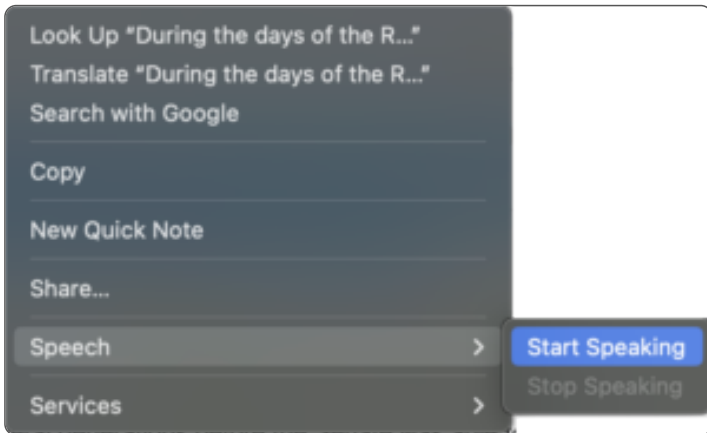 Look Up “During the days of the R...”
Translate “During the days of the R...”
Search with Google
Copy
New Quick Note
Share...
Speech
Start Speaking
Stop Speaking
Services